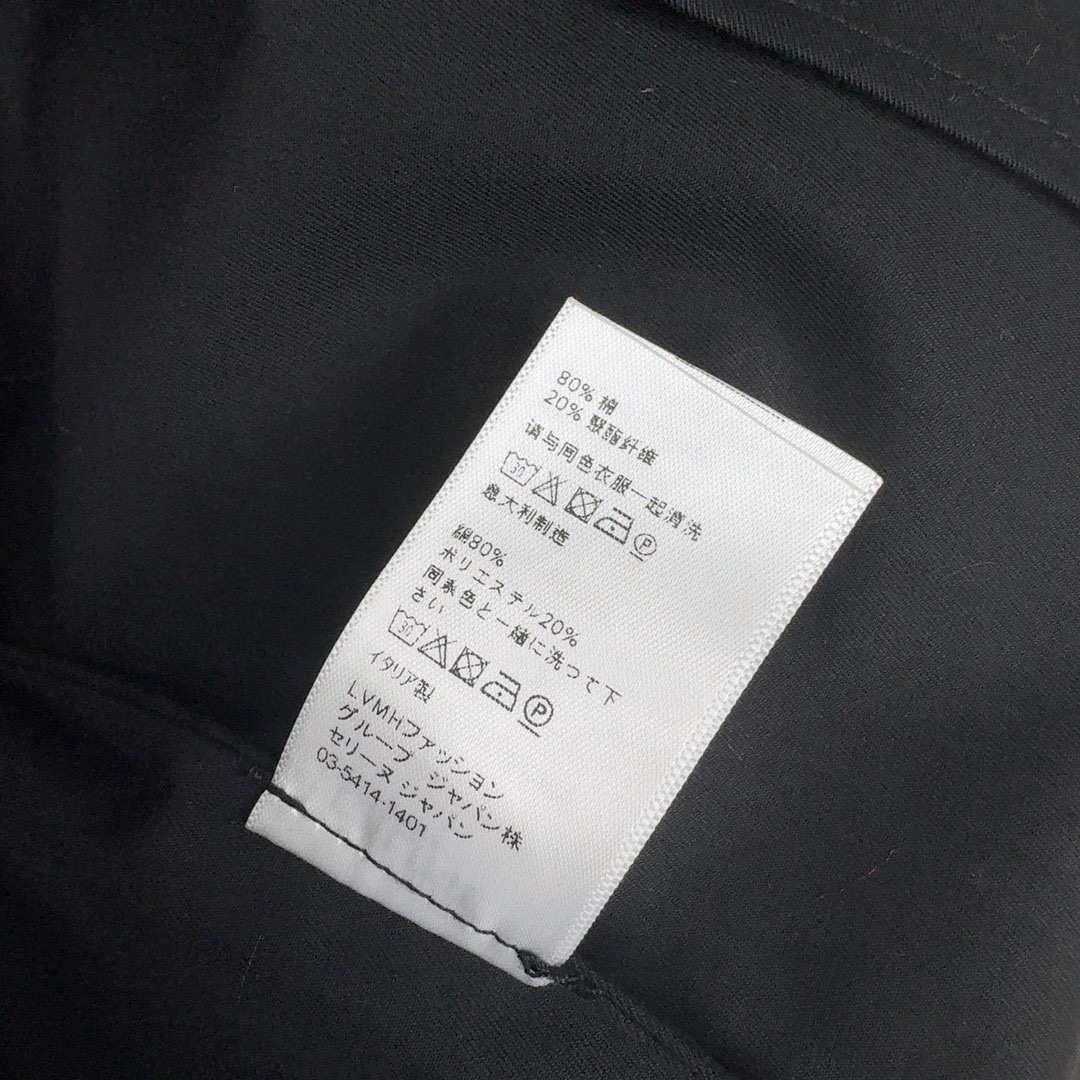 80% 棉
20% 聚酯纤维
请与同色衣服一起清洗
30 P
意大利制造
綿80%
ポリエステル20%
同系色と一緒に洗って下
さい
30 P
イタリア製
LVMHファッション
グループ ジャパン株
セリーヌ ジャパン
03-5414-1401